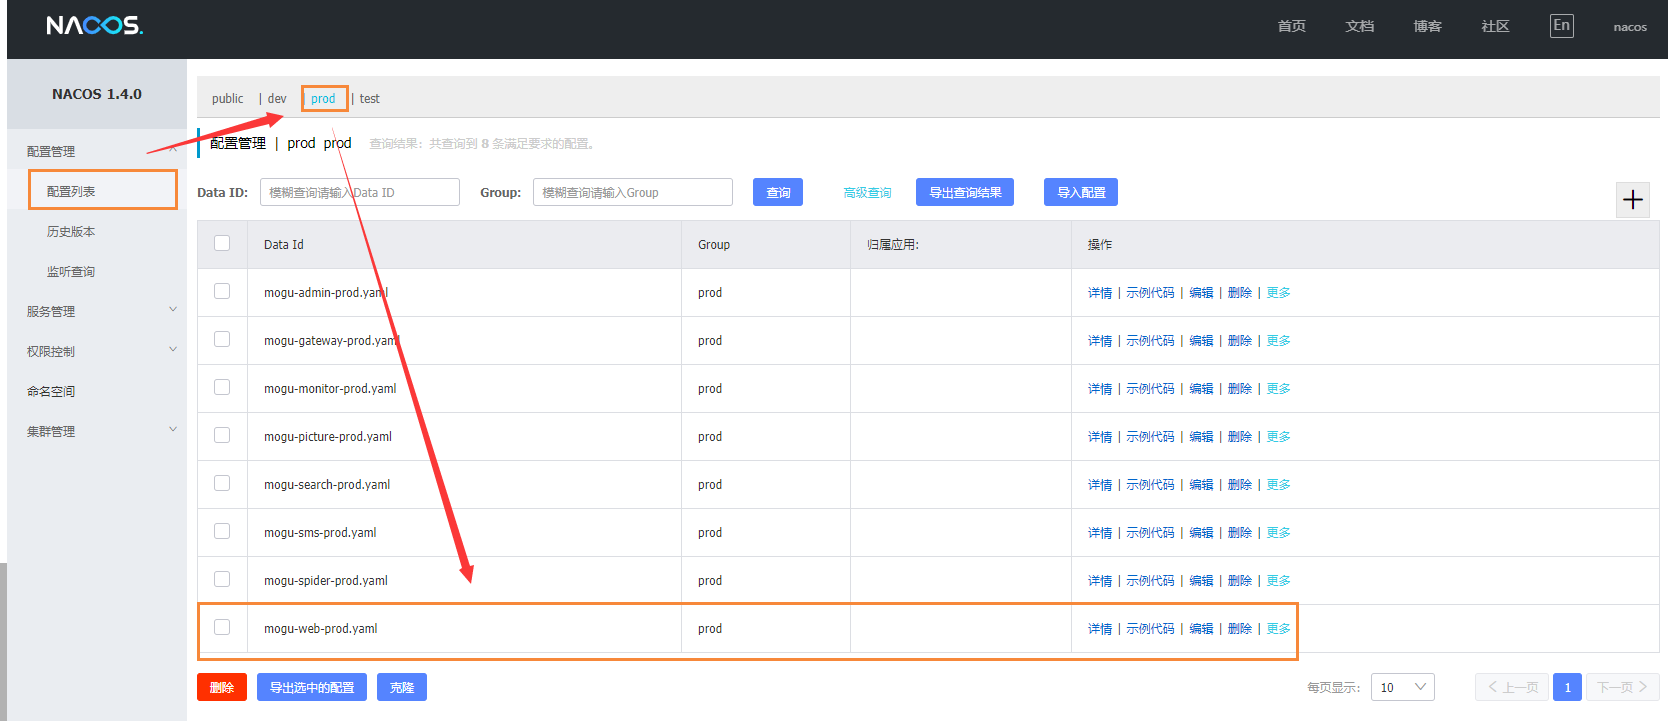 NACOS.
首页 文档 博客 社区 En nacos
NACOS 1.4.0
配置管理
配置列表
历史版本
监听查询
服务管理
权限控制
命名空间
集群管理
public | dev | prod | test
配置管理 | prod prod 查询结果：共查询到 8 条满足要求的配置。
Data ID: 模糊查询请输入Data ID Group: 模糊查询请输入Group 查询 高级查询 导出查询结果 导入配置
Data Id Group 归属应用: 操作
mogu-admin-prod.yaml prod 详情 | 示例代码 | 编辑 | 删除 | 更多
mogu-gateway-prod.yaml prod 详情 | 示例代码 | 编辑 | 删除 | 更多
mogu-monitor-prod.yaml prod 详情 | 示例代码 | 编辑 | 删除 | 更多
mogu-picture-prod.yaml prod 详情 | 示例代码 | 编辑 | 删除 | 更多
mogu-search-prod.yaml prod 详情 | 示例代码 | 编辑 | 删除 | 更多
mogu-sms-prod.yaml prod 详情 | 示例代码 | 编辑 | 删除 | 更多
mogu-spider-prod.yaml prod 详情 | 示例代码 | 编辑 | 删除 | 更多
mogu-web-prod.yaml prod 详情 | 示例代码 | 编辑 | 删除 | 更多
删除 导出选中的配置 克隆 每页显示: 10 上一页 1 下一页